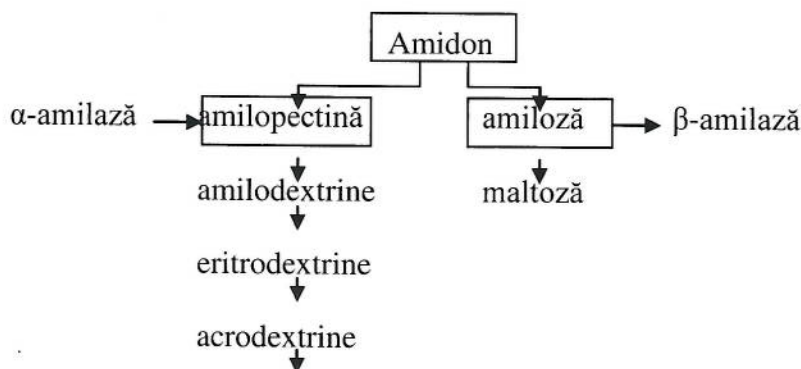 Amidon
α-amilază amilopectină amiloză β-amilază
amilodextrine maltoză
eritrodextrine
acrodextrine